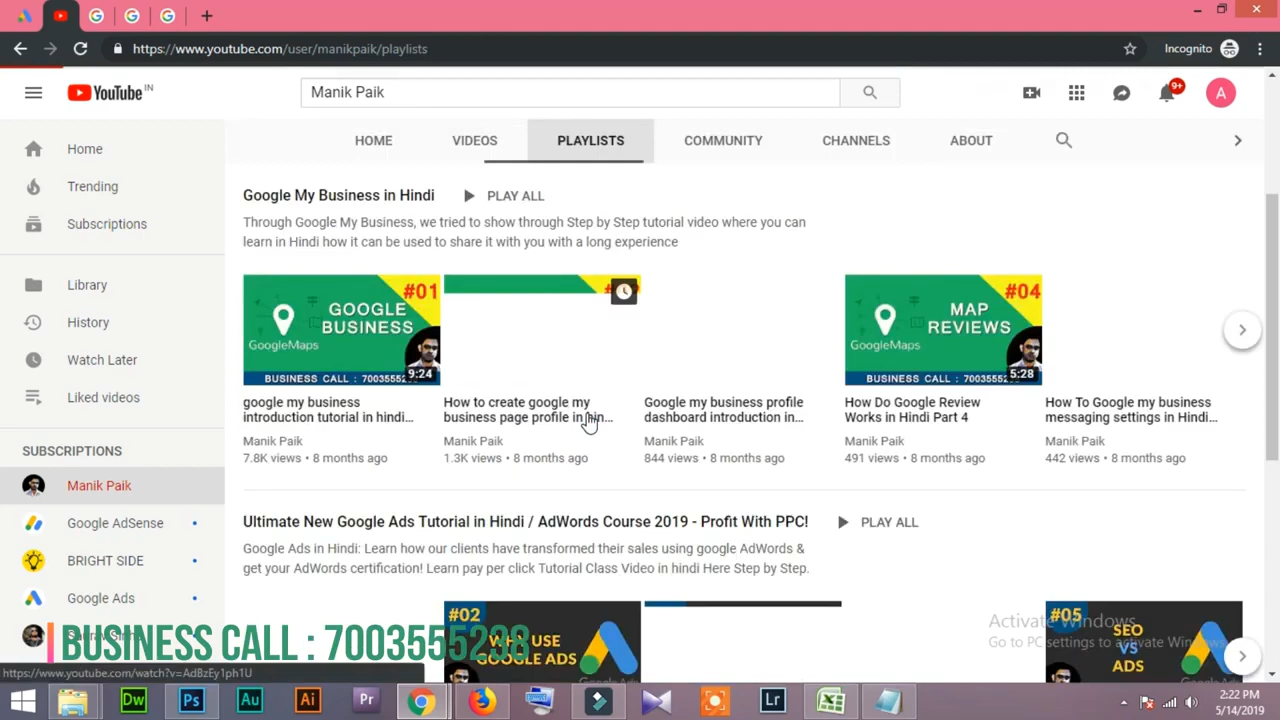 https://www.youtube.com/user/manikpaik/playlists
Incognito
YouTube IN
Manik Paik
9+
A
HOME
VIDEOS
PLAYLISTS
COMMUNITY
CHANNELS
ABOUT
Home
Trending
Subscriptions
Library
History
Watch Later
Liked videos
SUBSCRIPTIONS
Manik Paik
Google AdSense
BRIGHT SIDE
Google Ads
Google My Business in Hindi
PLAY ALL
Through Google My Business, we tried to show through Step by Step tutorial video where you can
learn in Hindi how it can be used to share it with you with a long experience
#01
GOOGLE
BUSINESS
GoogleMaps
9:24
BUSINESS CALL : 70035552
google my business
introduction tutorial in hindi...
Manik Paik
7.8K views • 8 months ago
How to create google my
business page profile in hin...
Manik Paik
1.3K views • 8 months ago
Google my business profile
dashboard introduction in...
Manik Paik
844 views • 8 months ago
#04
MAP
REVIEWS
GoogleMaps
5:28
BUSINESS CALL : 70035552
How Do Google Review
Works in Hindi Part 4
Manik Paik
491 views • 8 months ago
How To Google my business
messaging settings in Hindi...
Manik Paik
442 views • 8 months ago
Ultimate New Google Ads Tutorial in Hindi / AdWords Course 2019 - Profit With PPC!
PLAY ALL
Google Ads in Hindi: Learn how our clients have transformed their sales using google AdWords &
get your AdWords certification! Learn pay per click Tutorial Class Video in hindi Here Step by Step.
#02
WHY USE
GOOGLE ADS
#05
SEO
VS
ADS
Activate Windows
Go to PC settings to activate Windows.
BUSINESS CALL : 7003555238
https://www.youtube.com/watch?v=AdBzEy1ph1U
Dw
Ps
Au
Ai
Pr
Lr
2:22 PM
5/14/2019